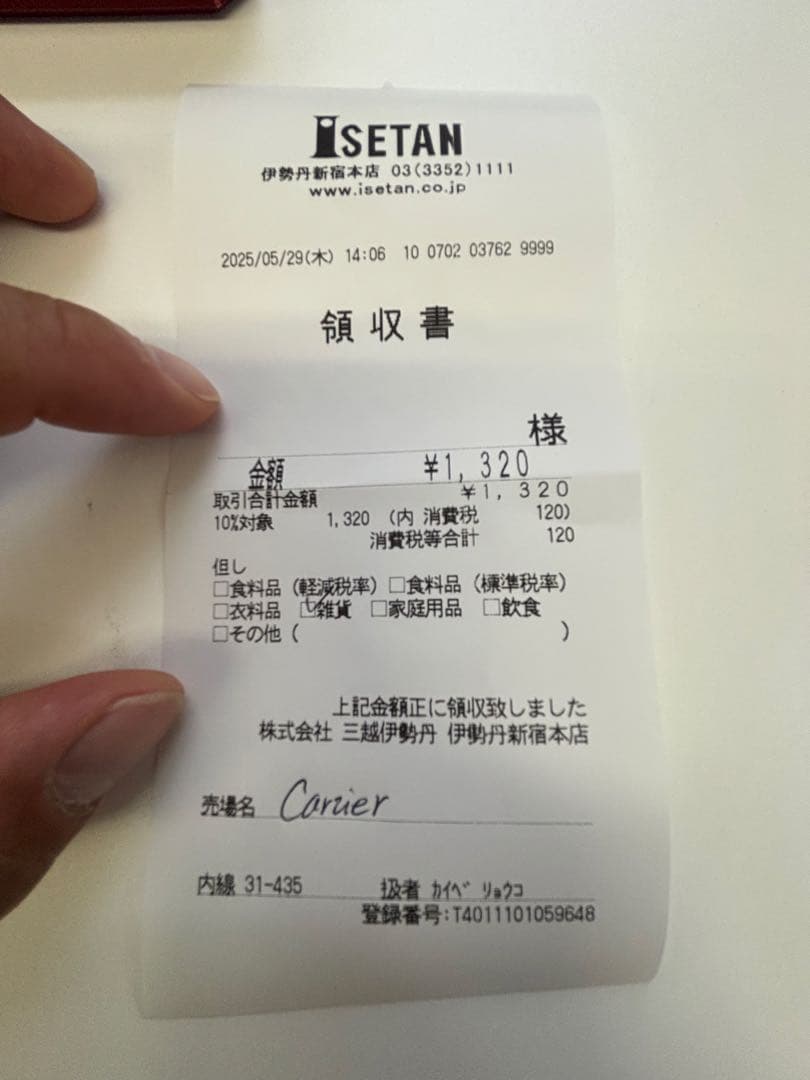 ISETAN
伊勢丹新宿本店 03(3352)1111
www.isetan.co.jp
2025/05/29(木) 14:06 10 0702 03762 9999
領収書
様
金額 ¥1,320
取引合計金額 ¥1,320
10%対象 1,320 (内 消費税 120)
消費税等合計 120
但し
□食料品(軽減税率) □食料品(標準税率)
□衣料品 ☑雑貨 □家庭用品 □飲食
□その他( )
上記金額正に領収致しました
株式会社 三越伊勢丹 伊勢丹新宿本店
売場名 Cartier
内線 31-435 扱者 カイベ リョウコ
登録番号:T4011101059648